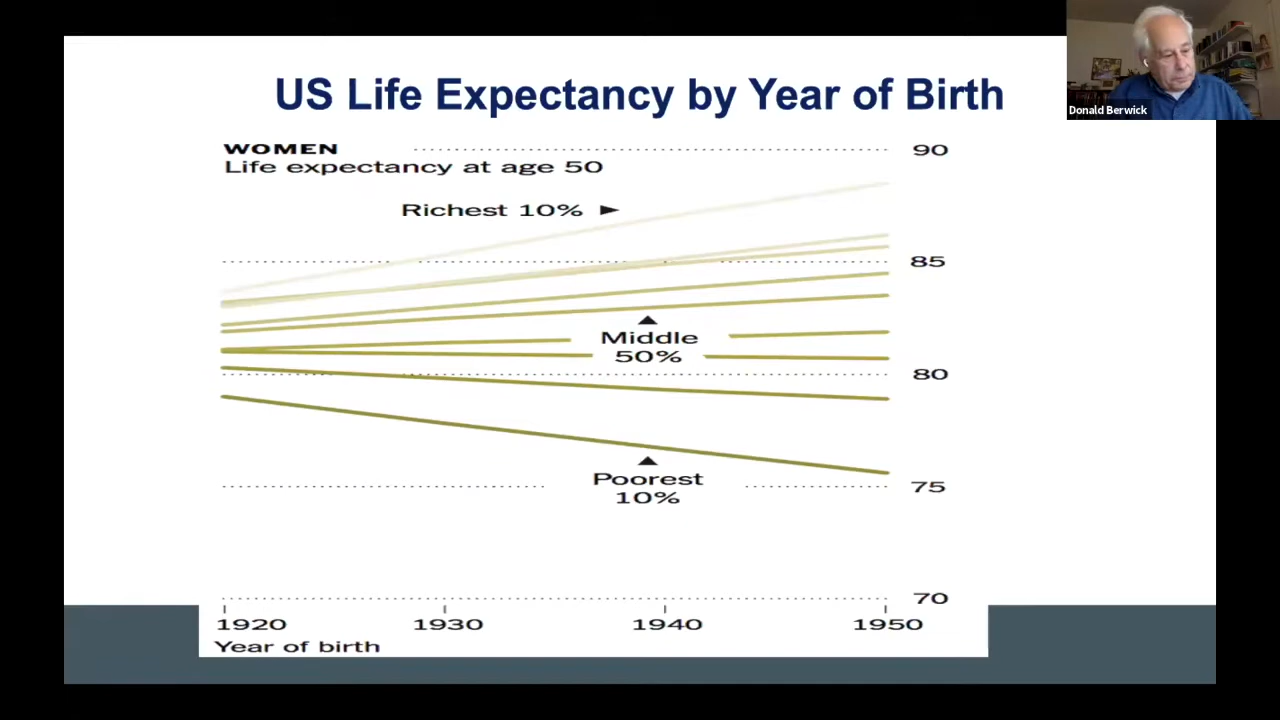 US Life Expectancy by Year of Birth
Donald Berwick
WOMEN
Life expectancy at age 50
90
Richest 10% ►
85
▲
Middle
50%
80
▲
Poorest
10%
75
70
1920 1930 1940 1950
Year of birth